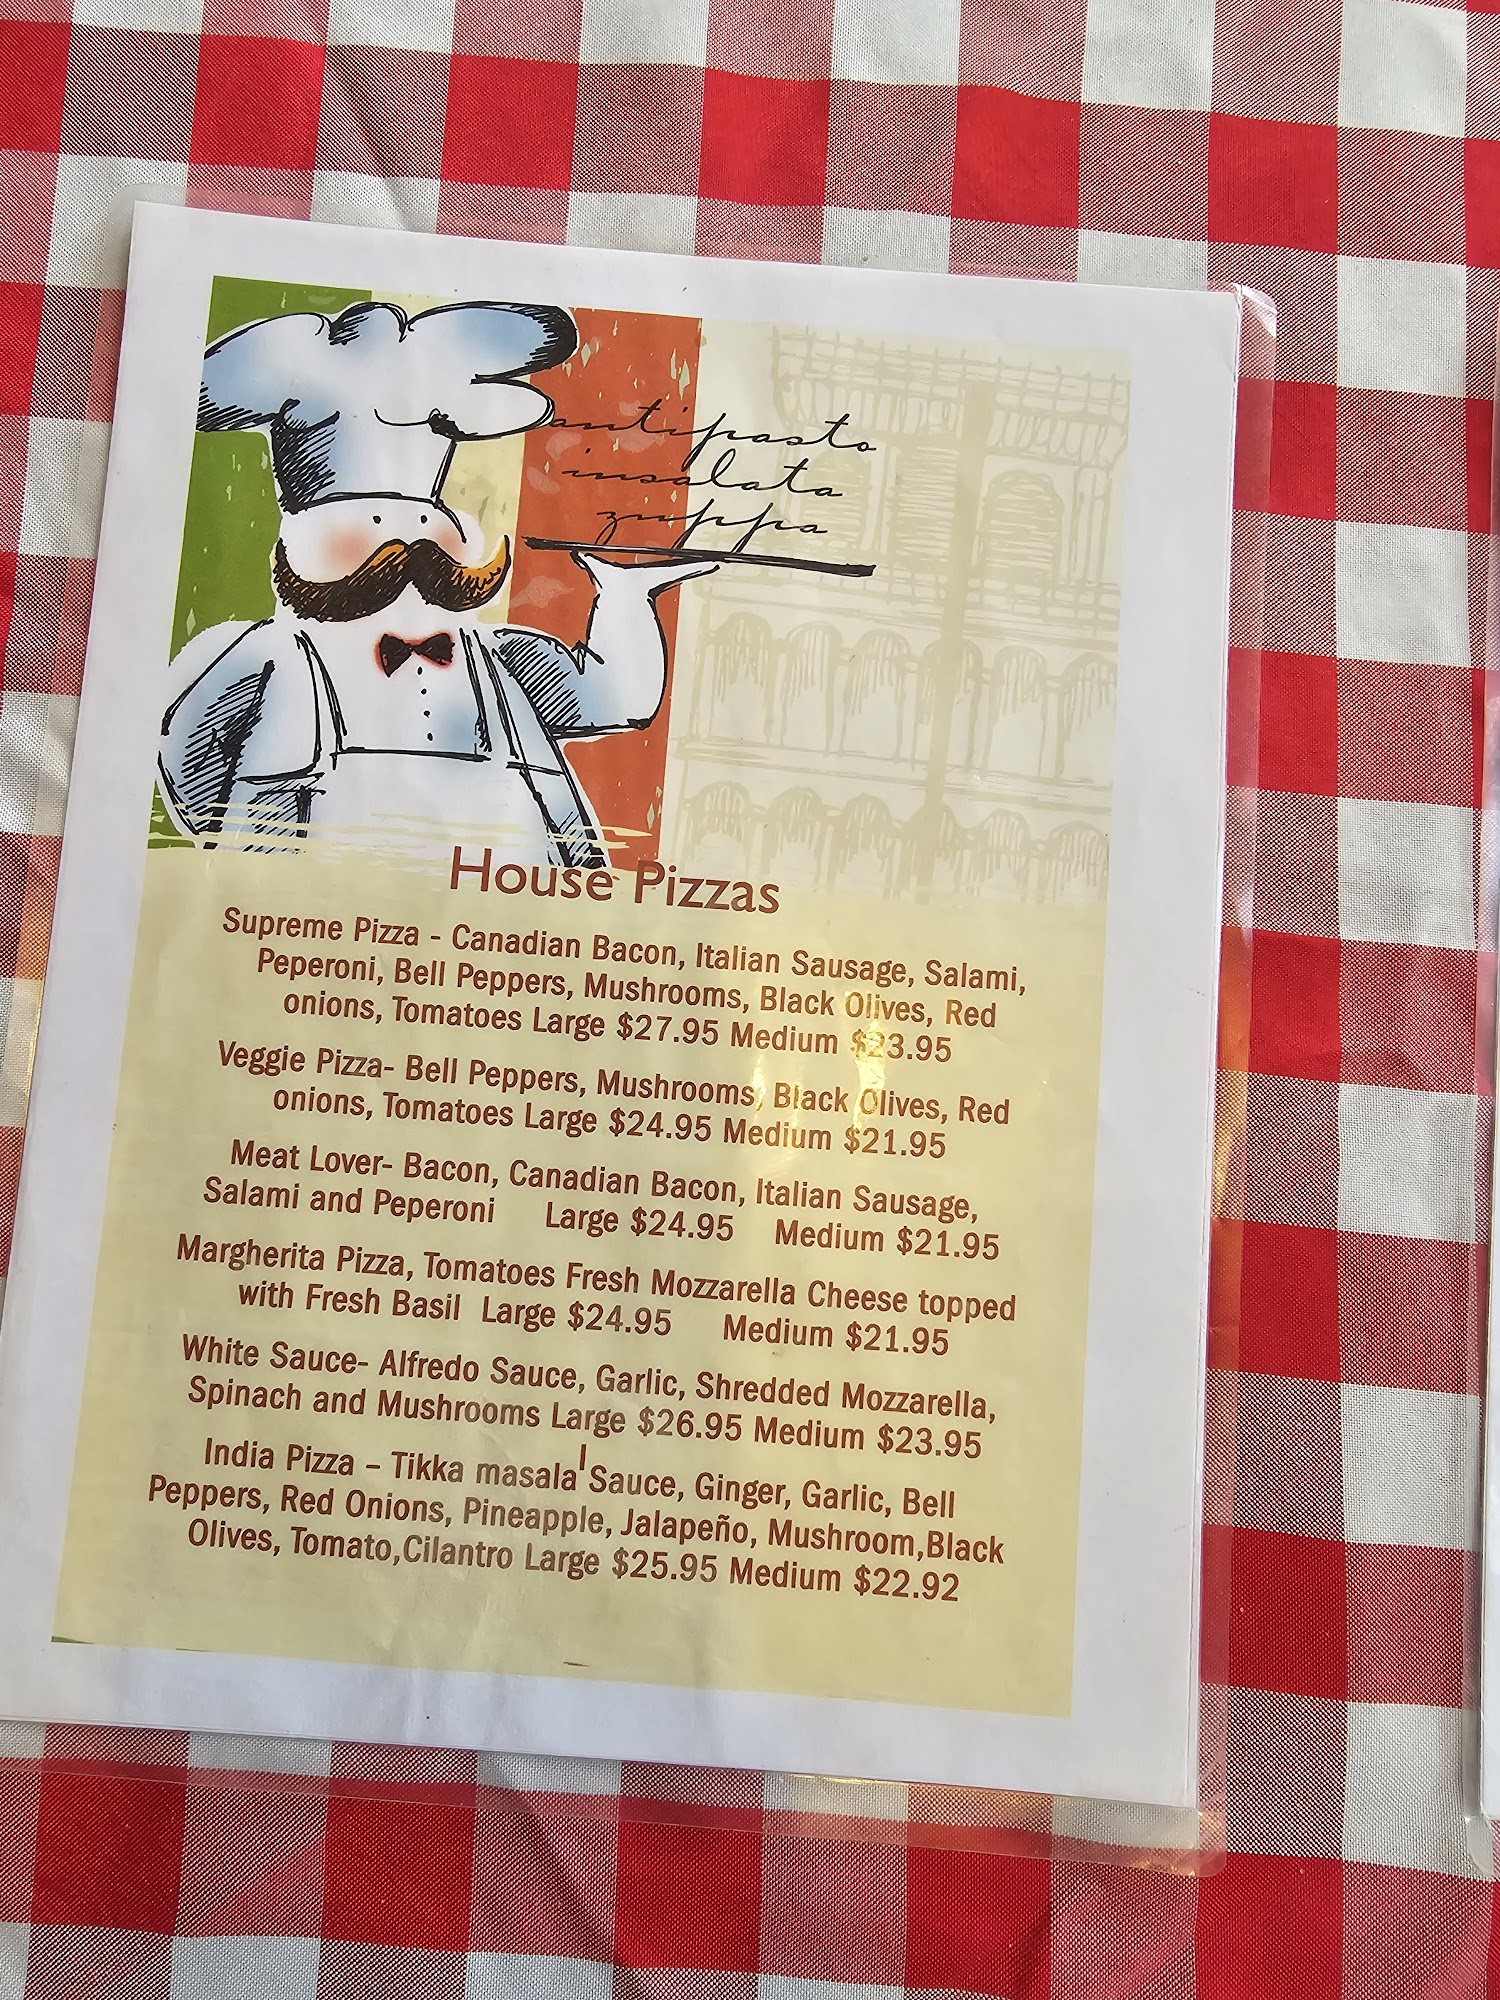 antipasto
insalata
zuppa
House Pizzas
Supreme Pizza - Canadian Bacon, Italian Sausage, Salami,
Peperoni, Bell Peppers, Mushrooms, Black Olives, Red
onions, Tomatoes Large $27.95 Medium $23.95
Veggie Pizza- Bell Peppers, Mushrooms, Black Olives, Red
onions, Tomatoes Large $24.95 Medium $21.95
Meat Lover- Bacon, Canadian Bacon, Italian Sausage,
Salami and Peperoni Large $24.95 Medium $21.95
Margherita Pizza, Tomatoes Fresh Mozzarella Cheese topped
with Fresh Basil Large $24.95 Medium $21.95
White Sauce- Alfredo Sauce, Garlic, Shredded Mozzarella,
Spinach and Mushrooms Large $26.95 Medium $23.95
India Pizza – Tikka masala Sauce, Ginger, Garlic, Bell
Peppers, Red Onions, Pineapple, Jalapeño, Mushroom,Black
Olives, Tomato,Cilantro Large $25.95 Medium $22.92